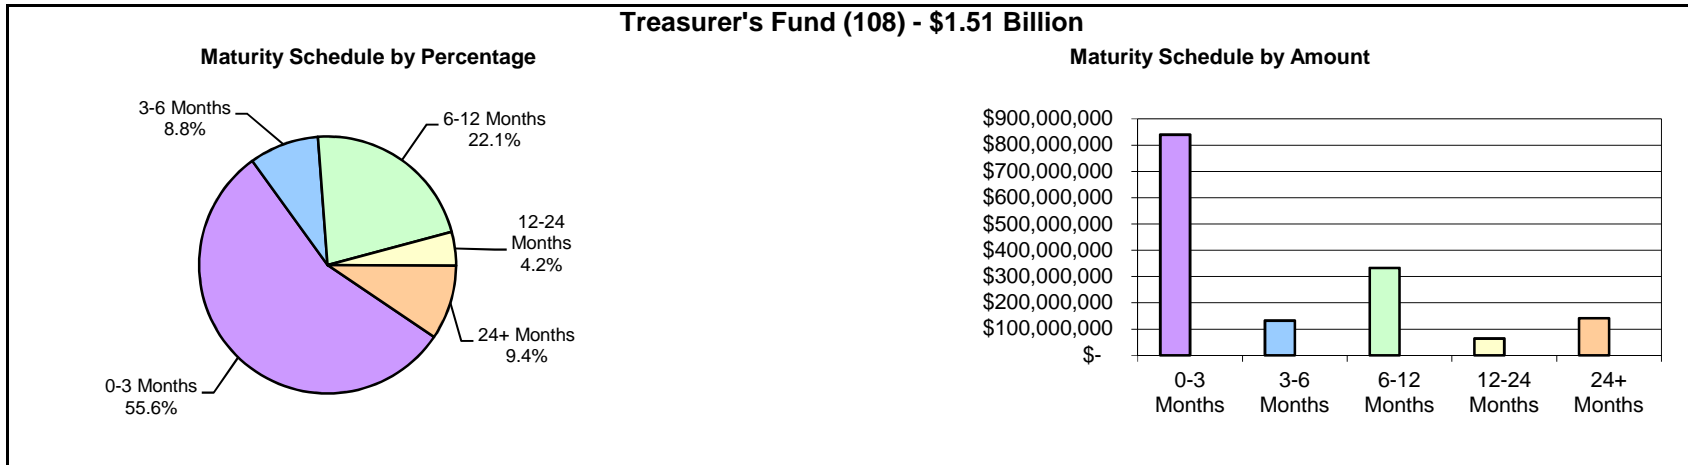 Treasurer's Fund (108) - $1.51 Billion
Maturity Schedule by Percentage
3-6 Months
8.8%
6-12 Months
22.1%
12-24
Months
4.2%
24+ Months
9.4%
0-3 Months
55.6%
Maturity Schedule by Amount
$900,000,000
$800,000,000
$700,000,000
$600,000,000
$500,000,000
$400,000,000
$300,000,000
$200,000,000
$100,000,000
$-
0-3
Months
3-6
Months
6-12
Months
12-24
Months
24+
Months